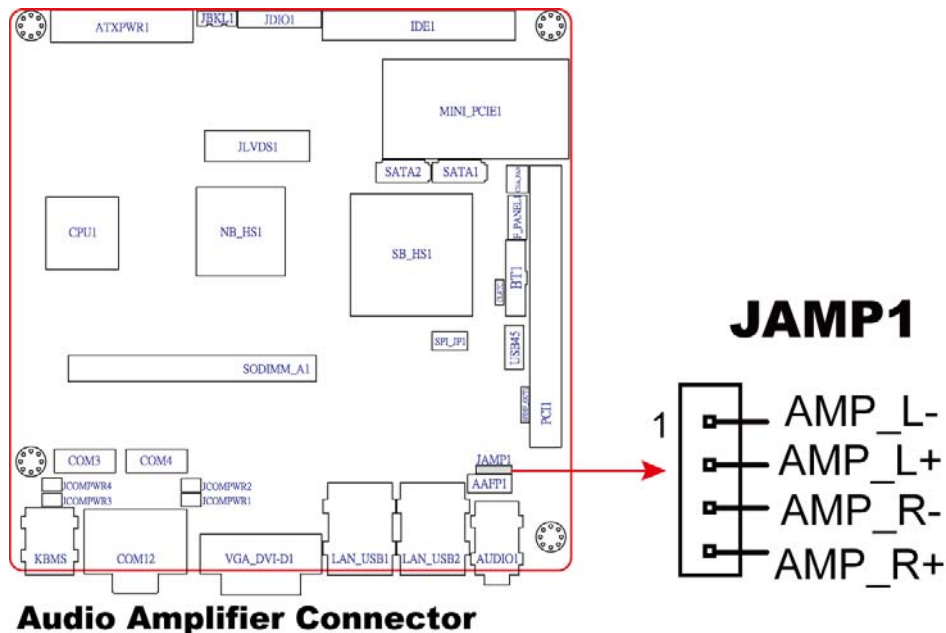 ATXPWR1
JBKL1
JDIO1
IDE1
MINI_PCIE1
JLVDS1
SATA2
SATA1
F_PANEL1
CPU1
NB_HS1
SB_HS1
BT1
SPI_JP1
USB45
SODIMM_A1
PCI1
JAMP1
AAFP1
COM3
COM4
JCOMPWR4
JCOMPWR3
JCOMPWR2
JCOMPWR1
KBMS
COM12
VGA_DVI-D1
LAN_USB1
LAN_USB2
AUDIO1
JAMP1
1
AMP_L-
AMP_L+
AMP_R-
AMP_R+
Audio Amplifier Connector